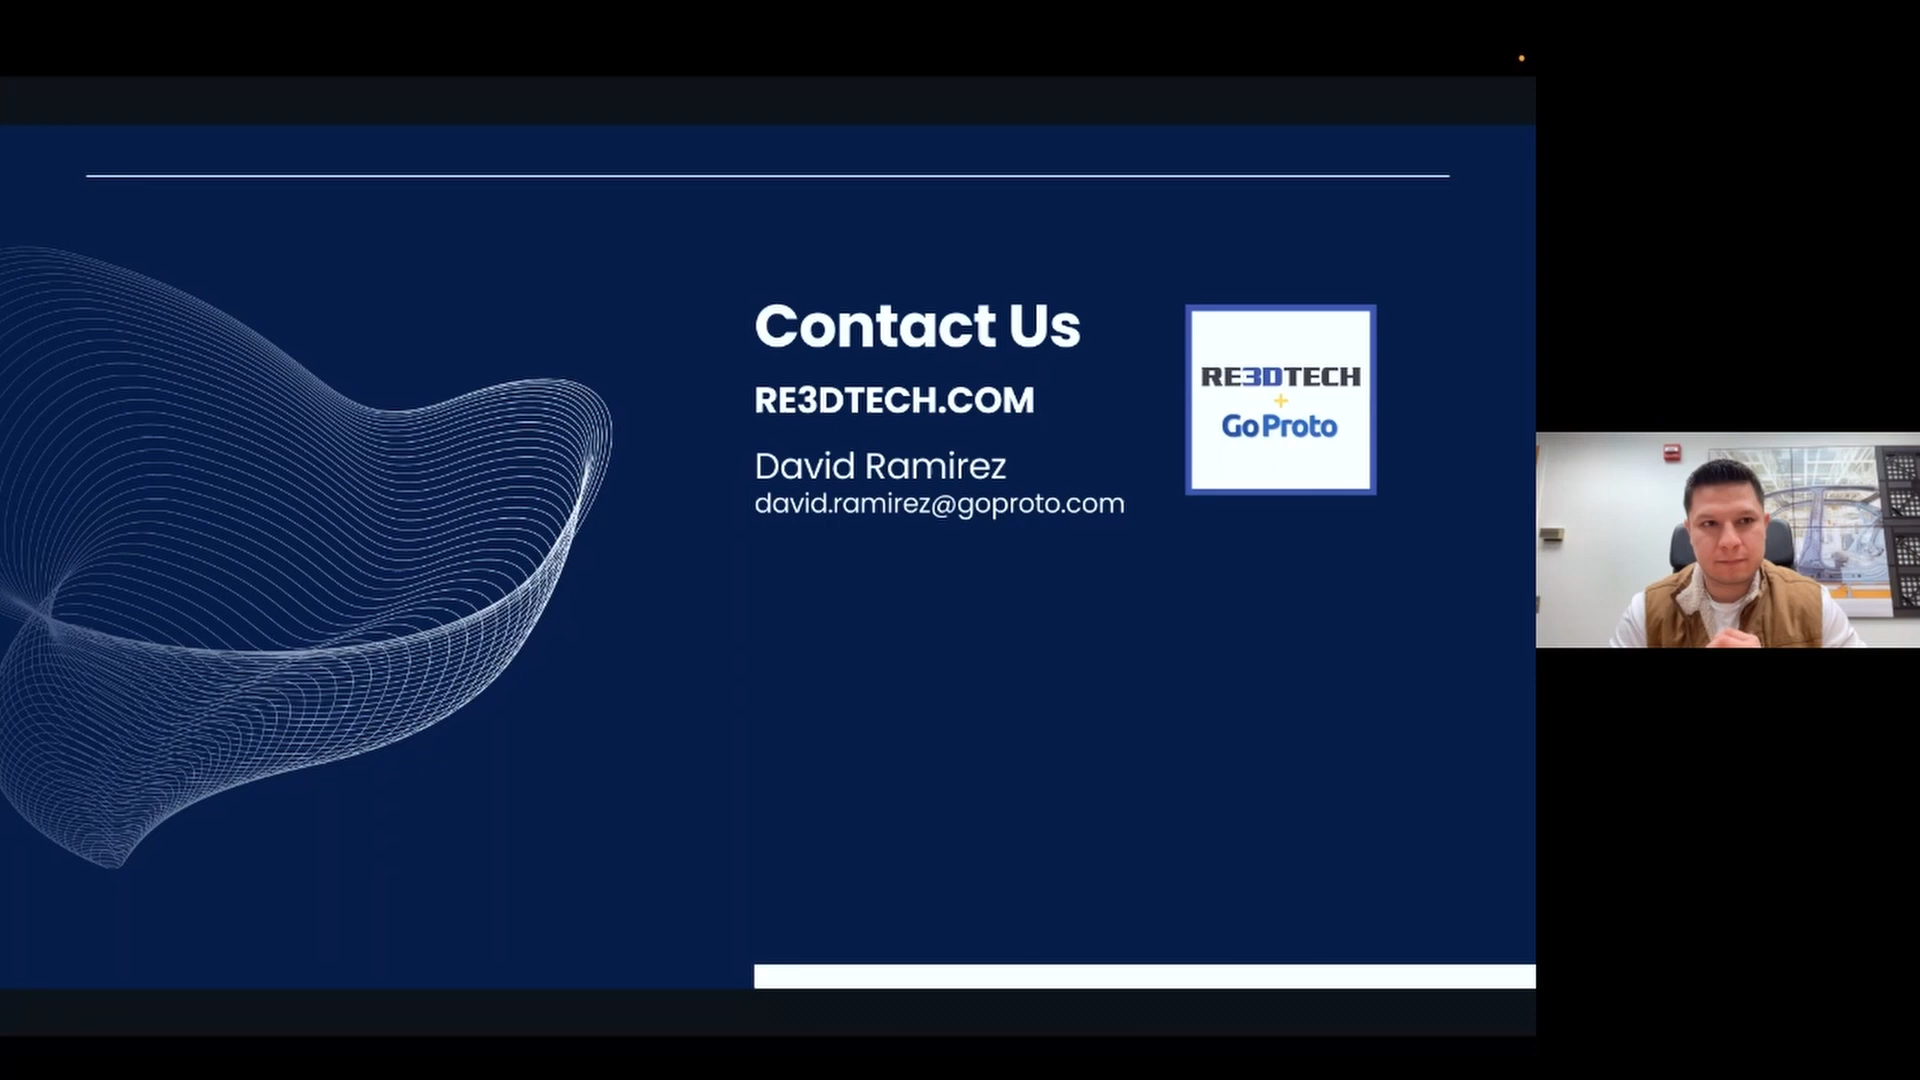 Contact Us
RE3DTECH.COM
David Ramirez
david.ramirez@goproto.com
RE3DTECH
+
GoProto